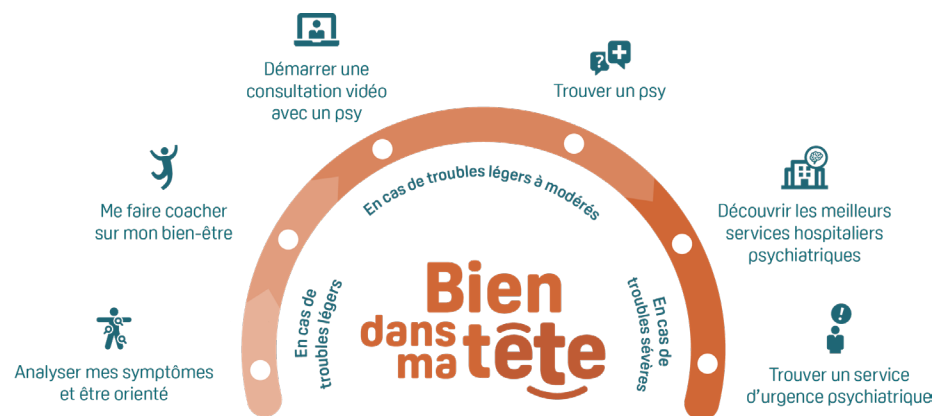 Démarrer une
consultation vidéo
avec un psy
?
Trouver un psy
Me faire coacher
sur mon bien-être
Découvrir les meilleurs
services hospitaliers
psychiatriques
Analyser mes symptômes
et être orienté
!
Trouver un service
d'urgence psychiatrique
En cas de
troubles légers
En cas de troubles légers à modérés
En cas de
troubles sévères
Bien
dans
ma tête